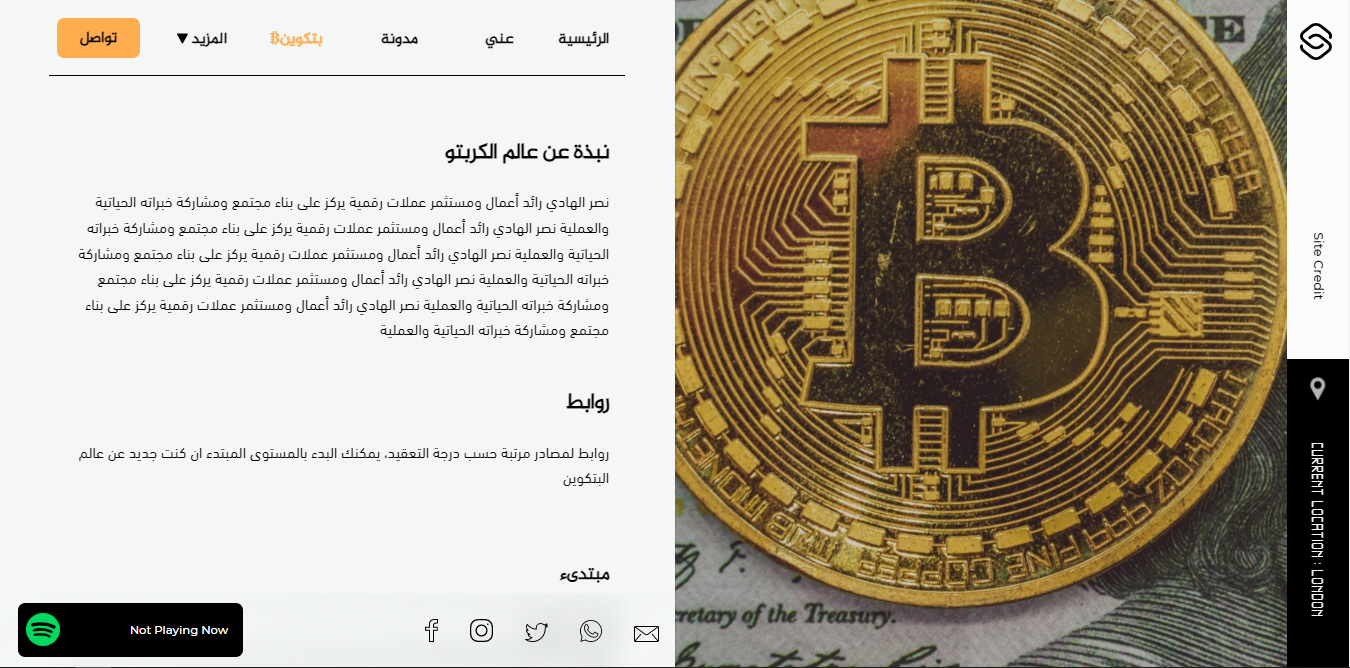 الرئيسية
عني
مدونة
بتكوين₿
المزيد ▼
تواصل
نبذة عن عالم الكربتو
نصر الهادي رائد أعمال ومستثمر عملات رقمية يركز على بناء مجتمع ومشاركة خبراته الحياتية
والعملية نصر الهادي رائد أعمال ومستثمر عملات رقمية يركز على بناء مجتمع ومشاركة خبراته
الحياتية والعملية نصر الهادي رائد أعمال ومستثمر عملات رقمية يركز على بناء مجتمع ومشاركة
خبراته الحياتية والعملية نصر الهادي رائد أعمال ومستثمر عملات رقمية يركز على بناء مجتمع
ومشاركة خبراته الحياتية والعملية نصر الهادي رائد أعمال ومستثمر عملات رقمية يركز على بناء
مجتمع ومشاركة خبراته الحياتية والعملية
روابط
روابط لمصادر مرتبة حسب درجة التعقيد، يمكنك البدء بالمستوى المبتدء ان كنت جديد عن عالم
البتكوين
مبتدىء
Not Playing Now
Site Credit
CURRENT LOCATION : LONDON
999 FINE COPPER
cretary of the Treasury.